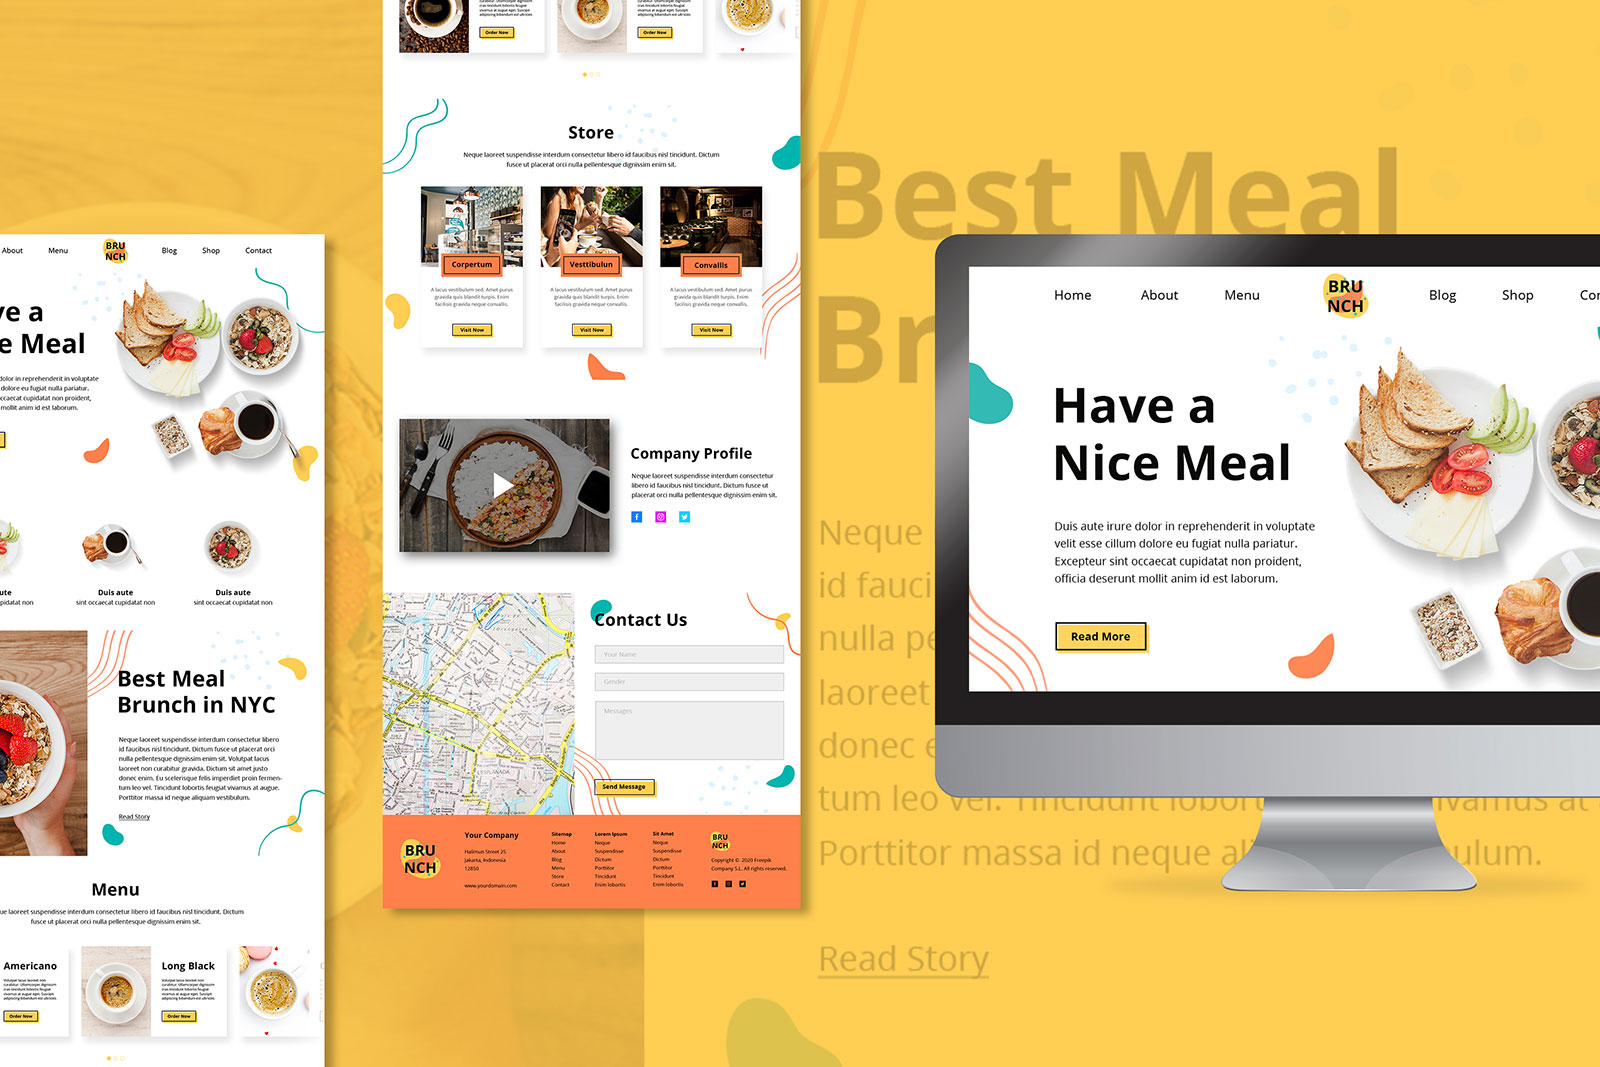 About Menu BRU NCH Blog Shop Contact
ve a
e Meal
dolor in reprehenderit in voluptate
dolore eu fugiat nulla pariatur.
occaecat cupidatat non proident,
mollit anim id est laborum.
ute
pidatat non
Duis aute
sint occaecat cupidatat non
Duis aute
sint occaecat cupidatat non
Best Meal
Brunch in NYC
Neque laoreet suspendisse interdum consectetur libero
id faucibus nisl tincidunt. Dictum fusce ut placerat orci
nulla pellentesque dignissim enim sit. Volutpat lacus
laoreet non curabitur gravida. Dictum sit amet justo
donec enim. Eu scelerisque felis imperdiet proin fermen-
tum leo vel. Tincidunt lobortis feugiat vivamus at augue.
Porttitor massa id neque aliquam vestibulum.
Read Story
Menu
ue laoreet suspendisse interdum consectetur libero id faucibus nisl tincidunt. Dictum
fusce ut placerat orci nulla pellentesque dignissim enim sit.
Americano
Order Now
Long Black
Order Now
Order Now
Order Now
Store
Neque laoreet suspendisse interdum consectetur libero id faucibus nisl tincidunt. Dictum
fusce ut placerat orci nulla pellentesque dignissim enim sit.
Corpertum
A lacus vestibulum sed. Amet purus
gravida quis blandit turpis. Enim
facilisi gravida neque convallis.
Visit Now
Vesttibulun
A lacus vestibulum sed. Amet purus
gravida quis blandit turpis. Enim
facilisi gravida neque convallis.
Visit Now
Convallis
A lacus vestibulum sed. Amet purus
gravida quis blandit turpis. Enim
facilisi gravida neque convallis.
Visit Now
Company Profile
Neque laoreet suspendisse interdum consectetur
libero id faucibus nisl tincidunt. Dictum fusce ut
placerat orci nulla pellentesque dignissim enim sit.
Contact Us
Your Name
Gender
Messages
Send Message
BRU
NCH
Your Company
Halimun Street 25.
Jakarta, Indonesia
12850
www.yourdomain.com
Sitemap
Home
About
Blog
Menu
Store
Contact
Lorem Ipsum
Neque
Suspendisse
Dictum
Porttitor
Tincidunt
Enim lobortis
Sit Amet
Neque
Suspendisse
Dictum
Porttitor
Tincidunt
Enim lobortis
BRU
NCH
Copyright © 2020 Freepik
Company S.L. All rights reserved.
Best Meal
Br
Neque
id fauci
nulla pe
laoreet
donec e
tum leo vel. Tincidunt lobort ivamus at
Porttitor massa id neque ali bulum.
Read Story
Home About Menu BRU NCH Blog Shop Co
Have a
Nice Meal
Duis aute irure dolor in reprehenderit in voluptate
velit esse cillum dolore eu fugiat nulla pariatur.
Excepteur sint occaecat cupidatat non proident,
officia deserunt mollit anim id est laborum.
Read More